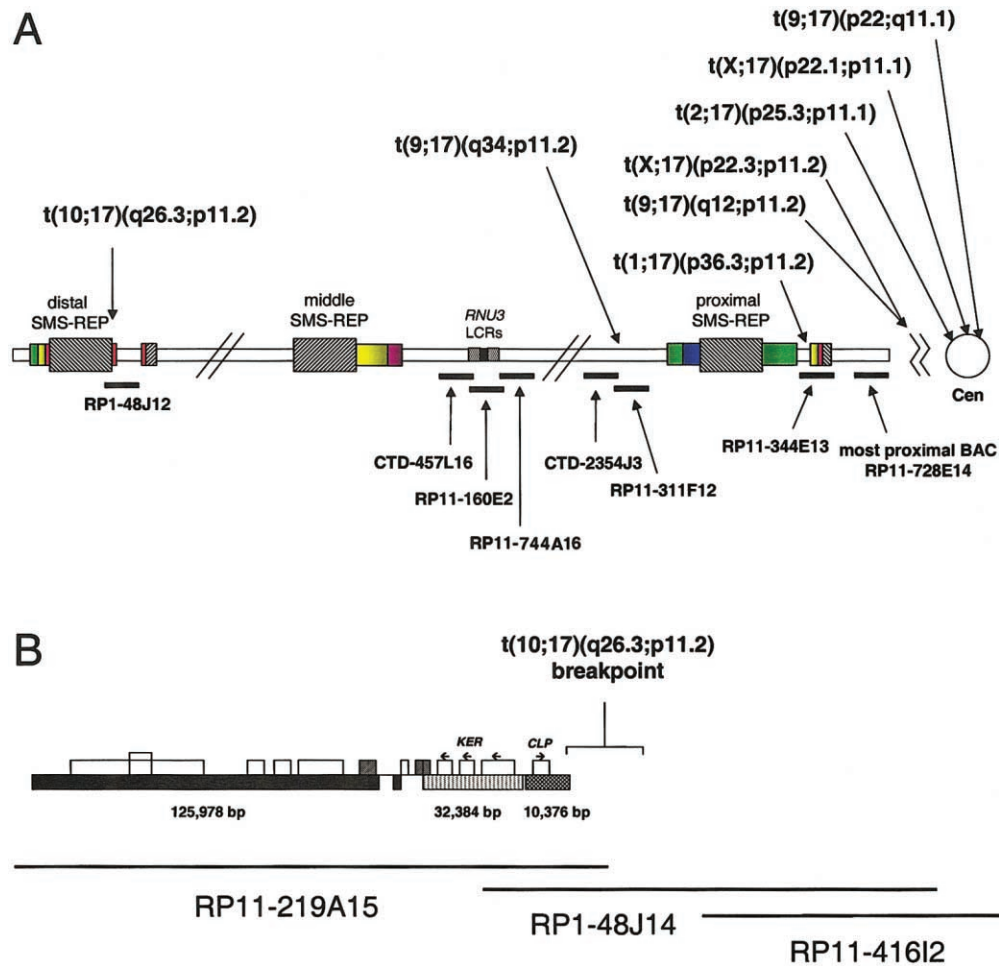 A
t(9;17)(p22;q11.1)
t(X;17)(p22.1;p11.1)
t(2;17)(p25.3;p11.1)
t(9;17)(q34;p11.2)
t(X;17)(p22.3;p11.2)
t(9;17)(q12;p11.2)
t(10;17)(q26.3;p11.2)
t(1;17)(p36.3;p11.2)
distal
SMS-REP
middle
SMS-REP
RNU3
LCRs
proximal
SMS-REP
Cen
RP1-48J12
CTD-457L16
RP11-160E2
RP11-744A16
CTD-2354J3
RP11-311F12
RP11-344E13
most proximal BAC
RP11-728E14
B
t(10;17)(q26.3;p11.2)
breakpoint
KER
CLP
125,978 bp
32,384 bp
10,376 bp
RP11-219A15
RP1-48J14
RP11-416I2